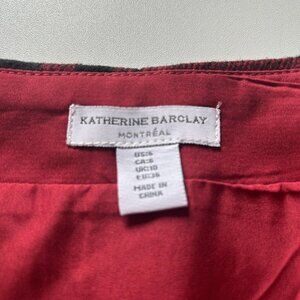 KATHERINE BARCLAY
MONTRÉAL
US:6
CA:6
UK:10
EU:36
MADE IN
CHINA